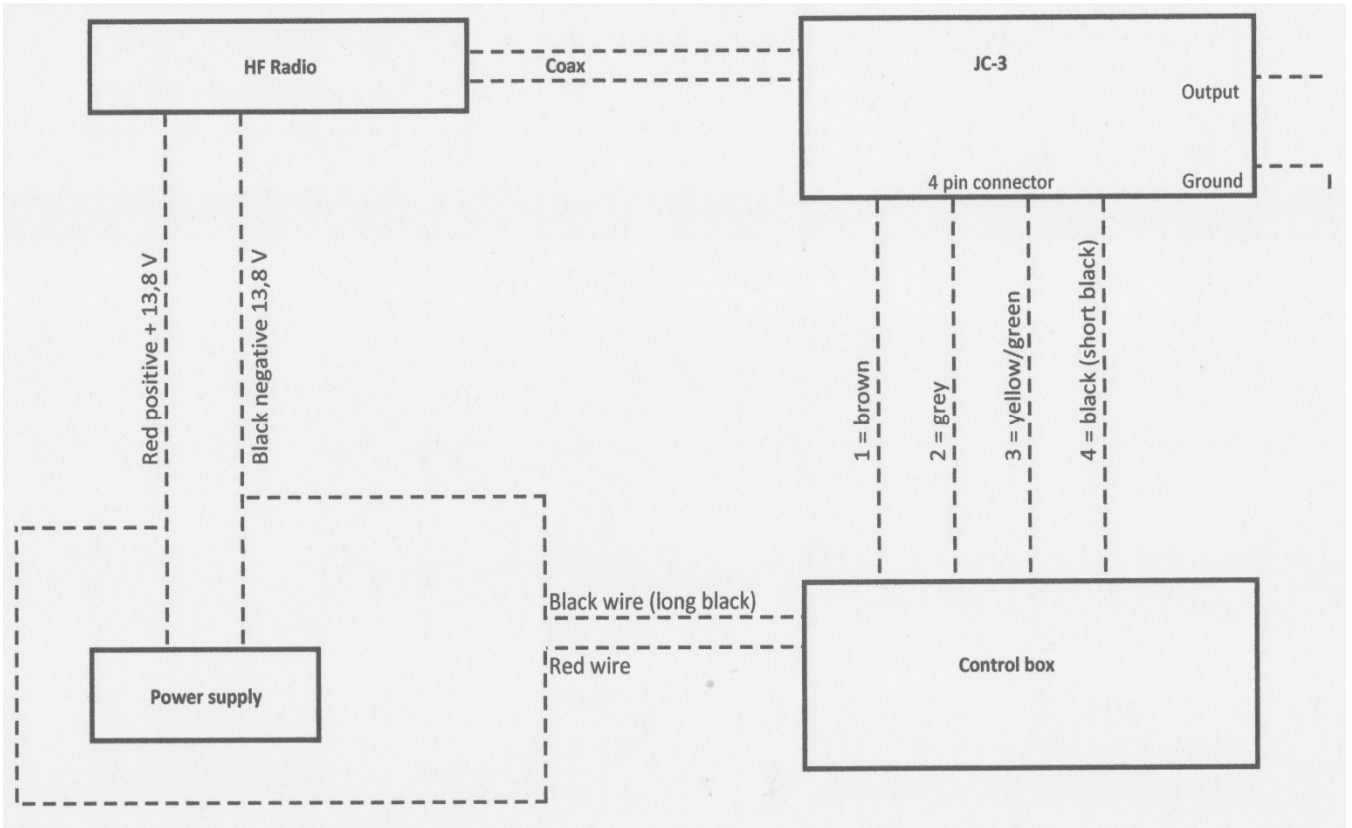 HF Radio
Coax
JC-3
Output
4 pin connector
Ground
Red positive + 13,8 V
Black negative 13,8 V
1 = brown
2 = grey
3 = yellow/green
4 = black (short black)
Black wire (long black)
Red wire
Control box
Power supply